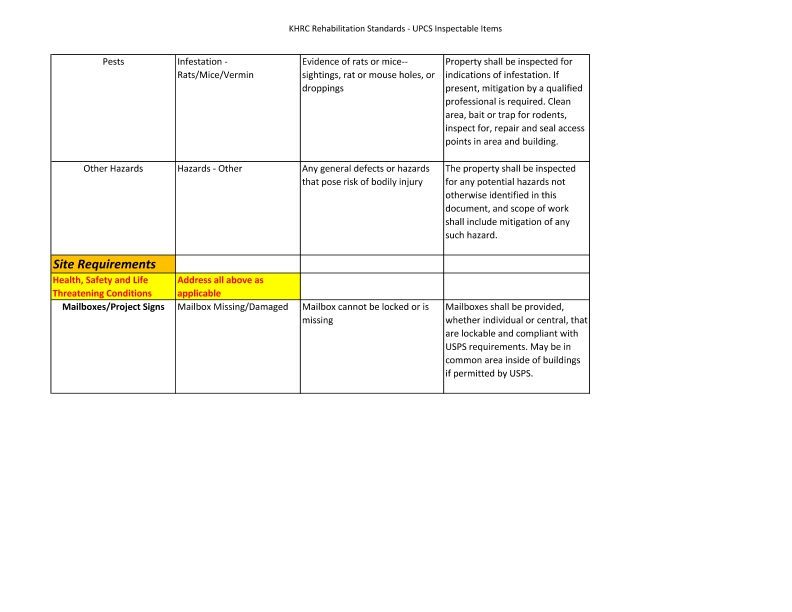 KHRC Rehabilitation Standards - UPCS Inspectable Items
Pests
Infestation -
Rats/Mice/Vermin
Evidence of rats or mice--
sightings, rat or mouse holes, or
droppings
Property shall be inspected for
indications of infestation. If
present, mitigation by a qualified
professional is required. Clean
area, bait or trap for rodents,
inspect for, repair and seal access
points in area and building.
Other Hazards
Hazards - Other
Any general defects or hazards
that pose risk of bodily injury
The property shall be inspected
for any potential hazards not
otherwise identified in this
document, and scope of work
shall include mitigation of any
such hazard.
Site Requirements
Health, Safety and Life
Threatening Conditions
Address all above as
applicable
Mailboxes/Project Signs
Mailbox Missing/Damaged
Mailbox cannot be locked or is
missing
Mailboxes shall be provided,
whether individual or central, that
are lockable and compliant with
USPS requirements. May be in
common area inside of buildings
if permitted by USPS.